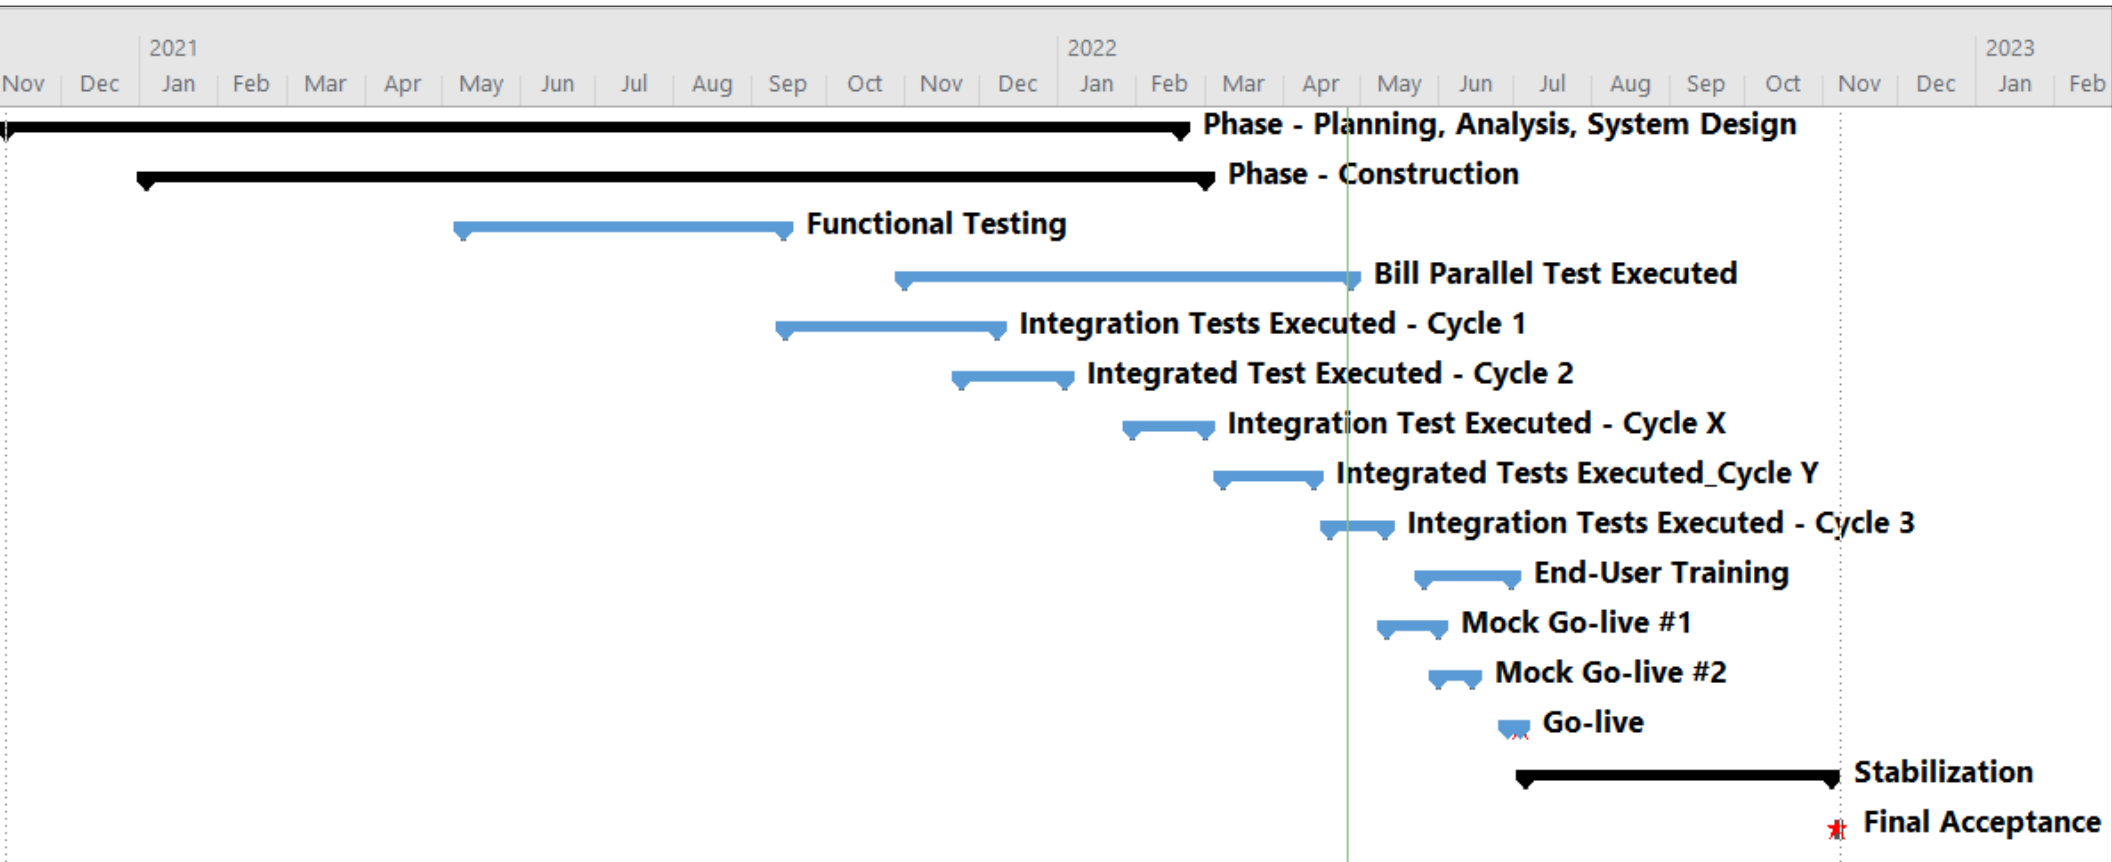 2021 2022 2023
Nov Dec Jan Feb Mar Apr May Jun Jul Aug Sep Oct Nov Dec Jan Feb Mar Apr May Jun Jul Aug Sep Oct Nov Dec Jan Feb
Phase - Planning, Analysis, System Design
Phase - Construction
Functional Testing
Bill Parallel Test Executed
Integration Tests Executed - Cycle 1
Integrated Test Executed - Cycle 2
Integration Test Executed - Cycle X
Integrated Tests Executed_Cycle Y
Integration Tests Executed - Cycle 3
End-User Training
Mock Go-live #1
Mock Go-live #2
Go-live
Stabilization
Final Acceptance